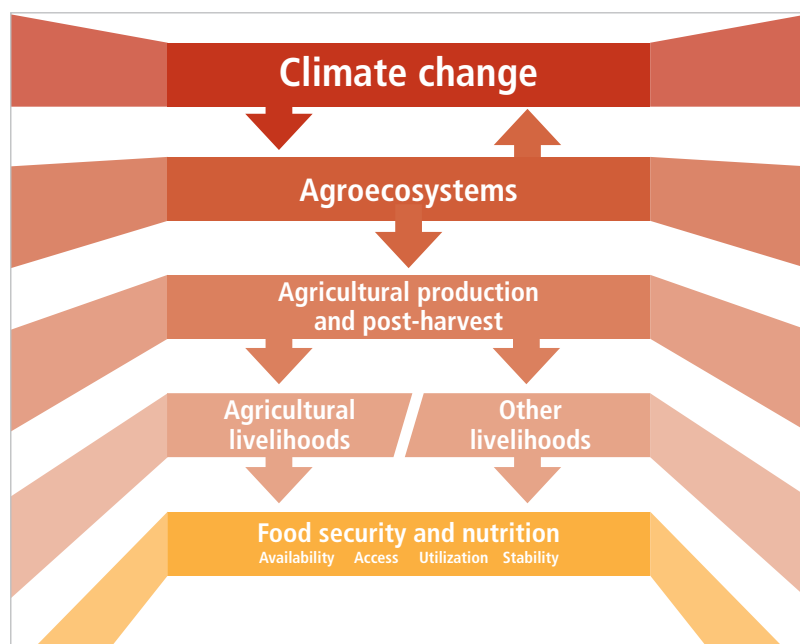 Climate change
Agroecosystems
Agricultural production
and post-harvest
Agricultural
livelihoods
Other
livelihoods
Food security and nutrition
Availability Access Utilization Stability